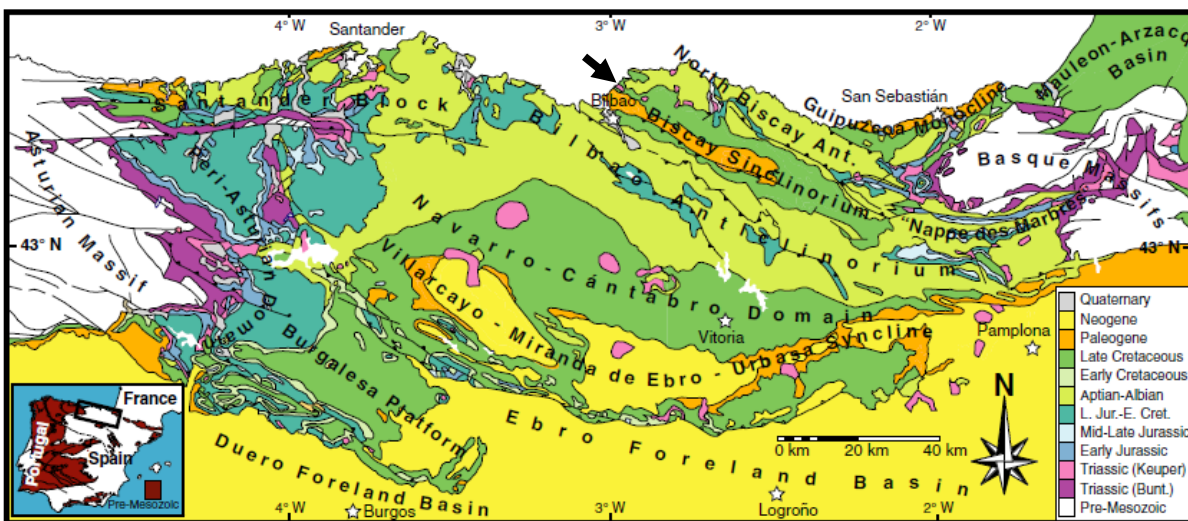 4° W
3° W
2° W
Santander
Santander Block
Bilbao
North Biscay Ant.
San Sebastián
Guipuzcoa Monocline
Mauleon-Arzacq
Basin
Biscay Sinclinorium
Basque Massifs
"Nappe des Marbres"
Bilbao Anticlinorium
Asturian Massif
Peri-Asturian Dome
43° N
43° N
Navarro-Cántabro Domain
Villarcayo - Miranda de Ebro - Urbasa Syncline
Vitoria
Pamplona
Burgalesa Platform
Ebro Foreland Basin
Duero Foreland Basin
Burgos
Logroño
4° W
3° W
2° W
N
0 km 20 km 40 km
Quaternary
Neogene
Paleogene
Late Cretaceous
Early Cretaceous
Aptian-Albian
L. Jur.-E. Cret.
Mid-Late Jurassic
Early Jurassic
Triassic (Keuper)
Triassic (Bunt.)
Pre-Mesozoic
France
Portugal
Spain
Pre-Mesozoic